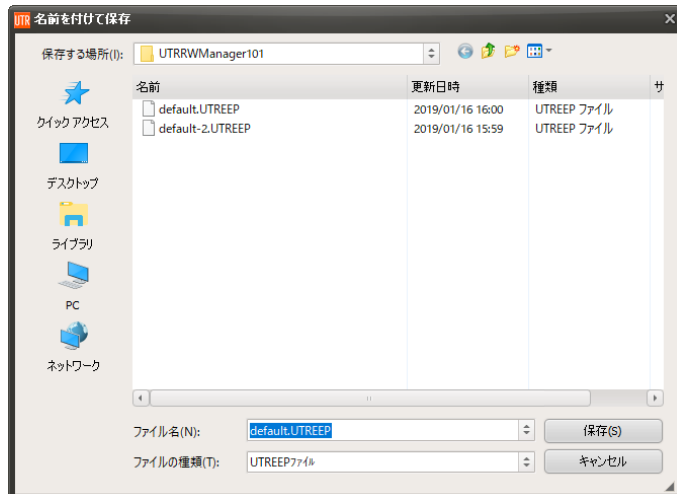 UTR 名前を付けて保存
保存する場所(I): UTRRWManager101
名前 更新日時 種類 サ
default.UTREEP 2019/01/16 16:00 UTREEP ファイル
default-2.UTREEP 2019/01/16 15:59 UTREEP ファイル
クイック アクセス
デスクトップ
ライブラリ
PC
ネットワーク
ファイル名(N): default.UTREEP 保存(S)
ファイルの種類(T): UTREEPファイル キャンセル